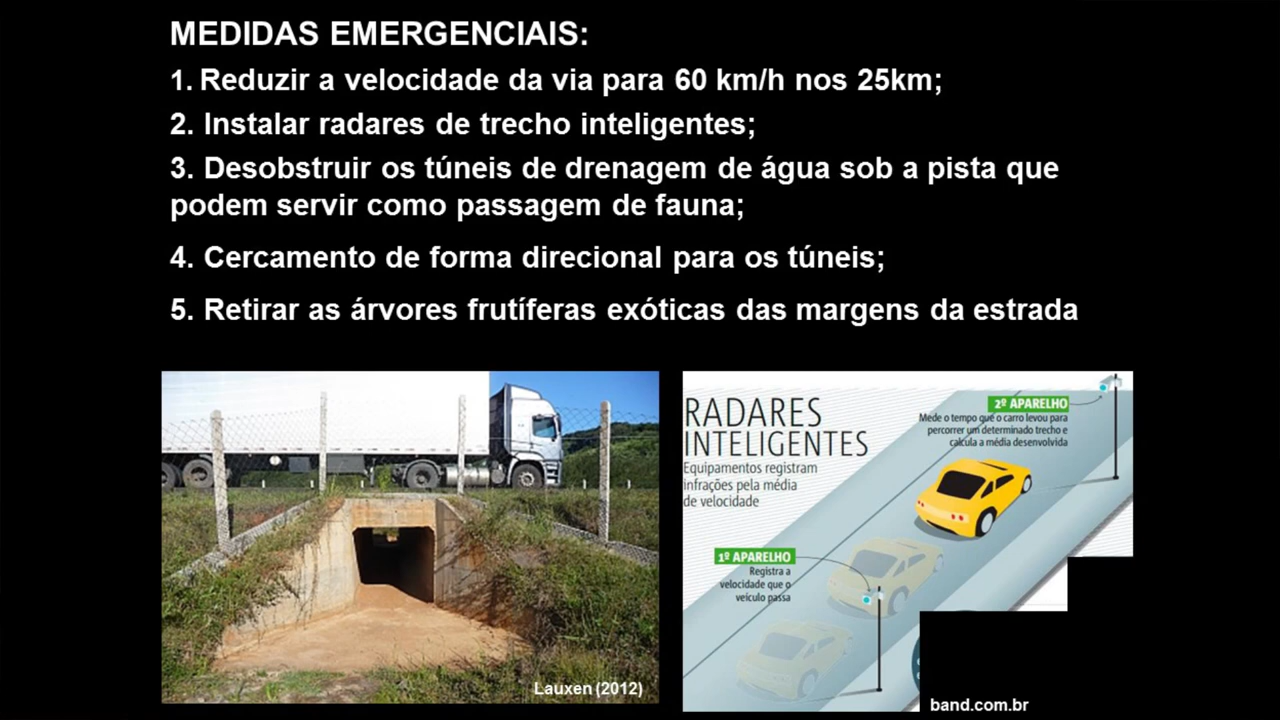 MEDIDAS EMERGENCIAIS:
1. Reduzir a velocidade da via para 60 km/h nos 25km;
2. Instalar radares de trecho inteligentes;
3. Desobstruir os túneis de drenagem de água sob a pista que
podem servir como passagem de fauna;
4. Cercamento de forma direcional para os túneis;
5. Retirar as árvores frutíferas exóticas das margens da estrada
Lauxen (2012)
RADARES
INTELIGENTES
Equipamentos registram
infrações pela média
de velocidade
2º APARELHO
Mede o tempo que o carro levou para
percorrer um determinado trecho e
calcula a média desenvolvida
1º APARELHO
Registra a
velocidade que o
veículo passa
band.com.br